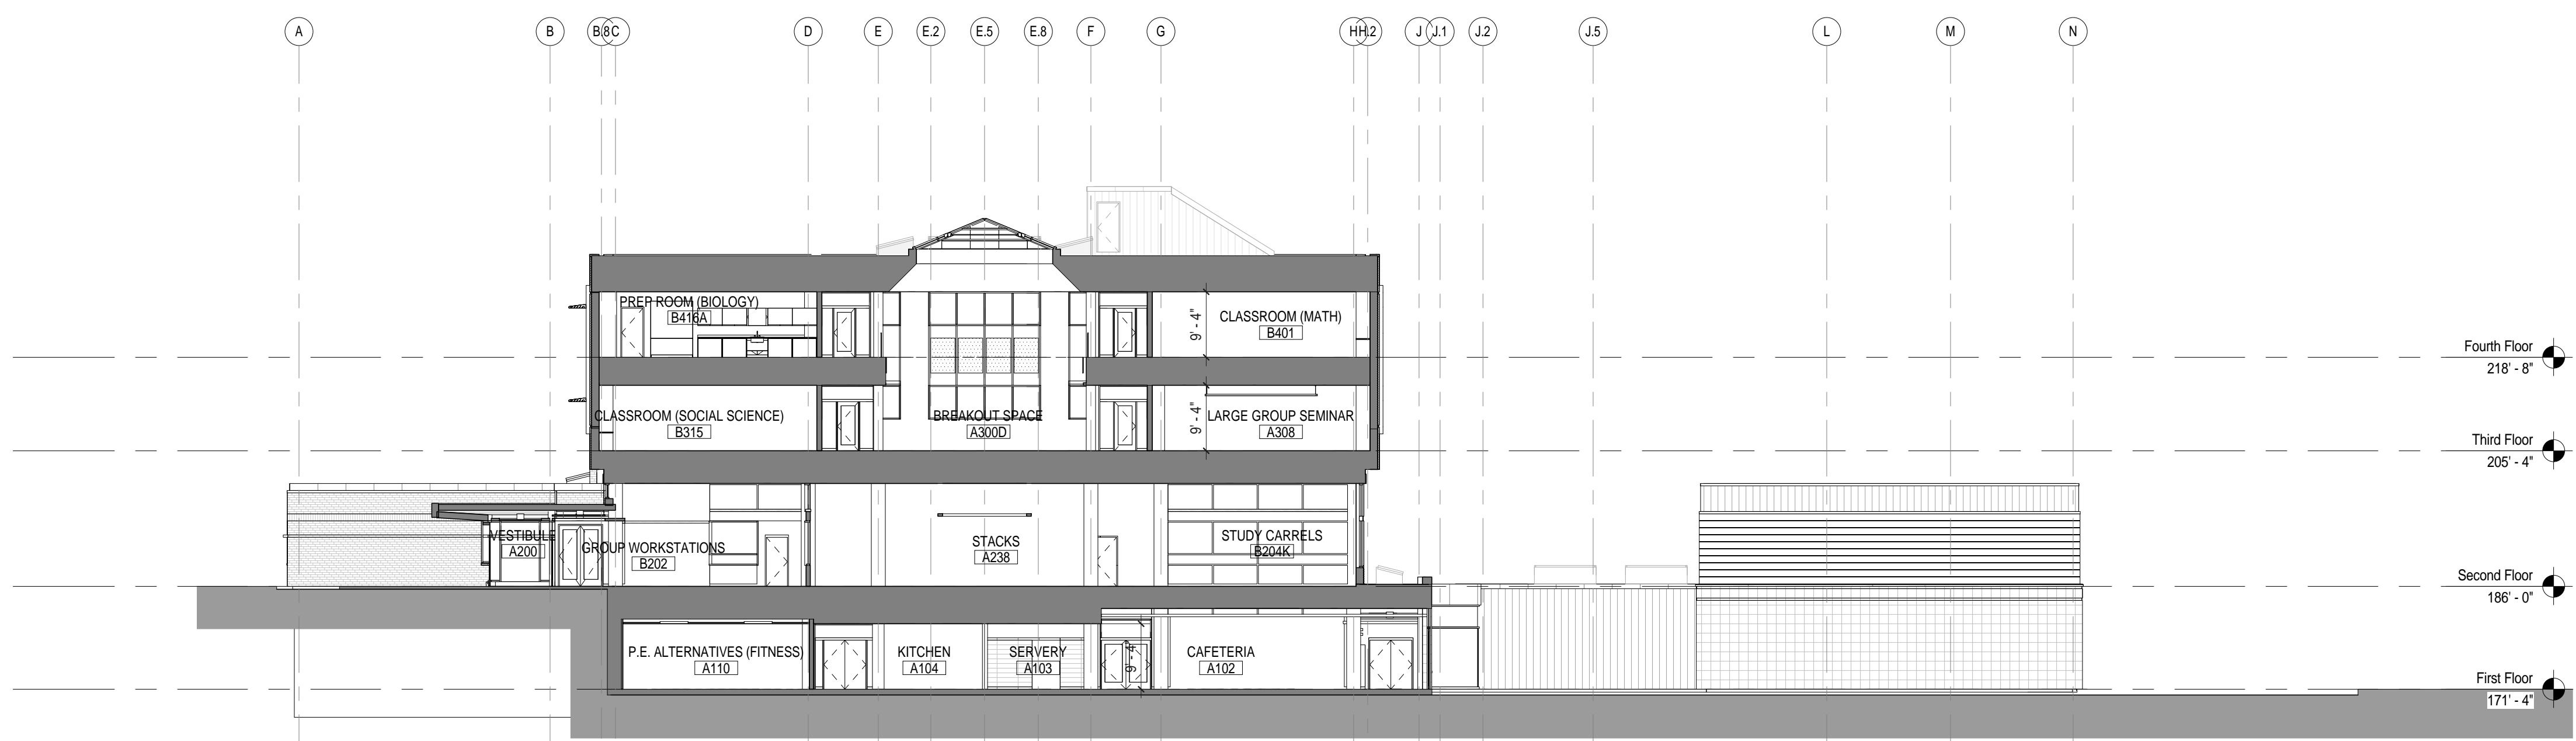 A
B
B.8
C
D
E
E.2
E.5
E.8
F
G
H
H.2
J
J.1
J.2
J.5
L
M
N
PREP ROOM (BIOLOGY)
B416A
9' - 4"
CLASSROOM (MATH)
B401
Fourth Floor
218' - 8"
CLASSROOM (SOCIAL SCIENCE)
B315
BREAKOUT SPACE
A300D
9' - 4"
LARGE GROUP SEMINAR
A308
Third Floor
205' - 4"
VESTIBULE
A200
GROUP WORKSTATIONS
B202
STACKS
A238
STUDY CARRELS
B204K
Second Floor
186' - 0"
P.E. ALTERNATIVES (FITNESS)
A110
KITCHEN
A104
SERVERY
A103
9' - 4"
CAFETERIA
A102
First Floor
171' - 4"